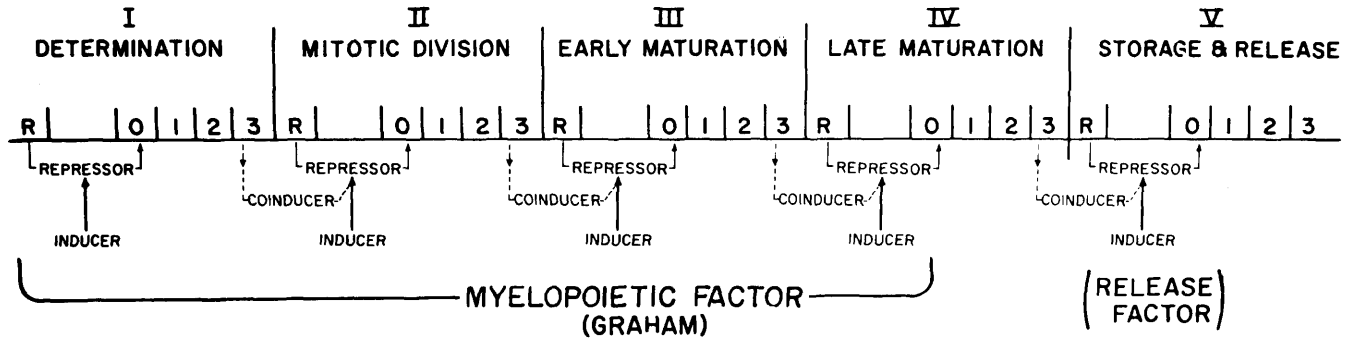 I II III IV V
DETERMINATION MITOTIC DIVISION EARLY MATURATION LATE MATURATION STORAGE & RELEASE
R 0 1 2 3 R 0 1 2 3 R 0 1 2 3 R 0 1 2 3 R 0 1 2 3
REPRESSOR REPRESSOR REPRESSOR REPRESSOR REPRESSOR
COINDUCER COINDUCER COINDUCER COINDUCER
INDUCER INDUCER INDUCER INDUCER INDUCER
MYELOPOIETIC FACTOR
(GRAHAM)
(RELEASE
FACTOR)